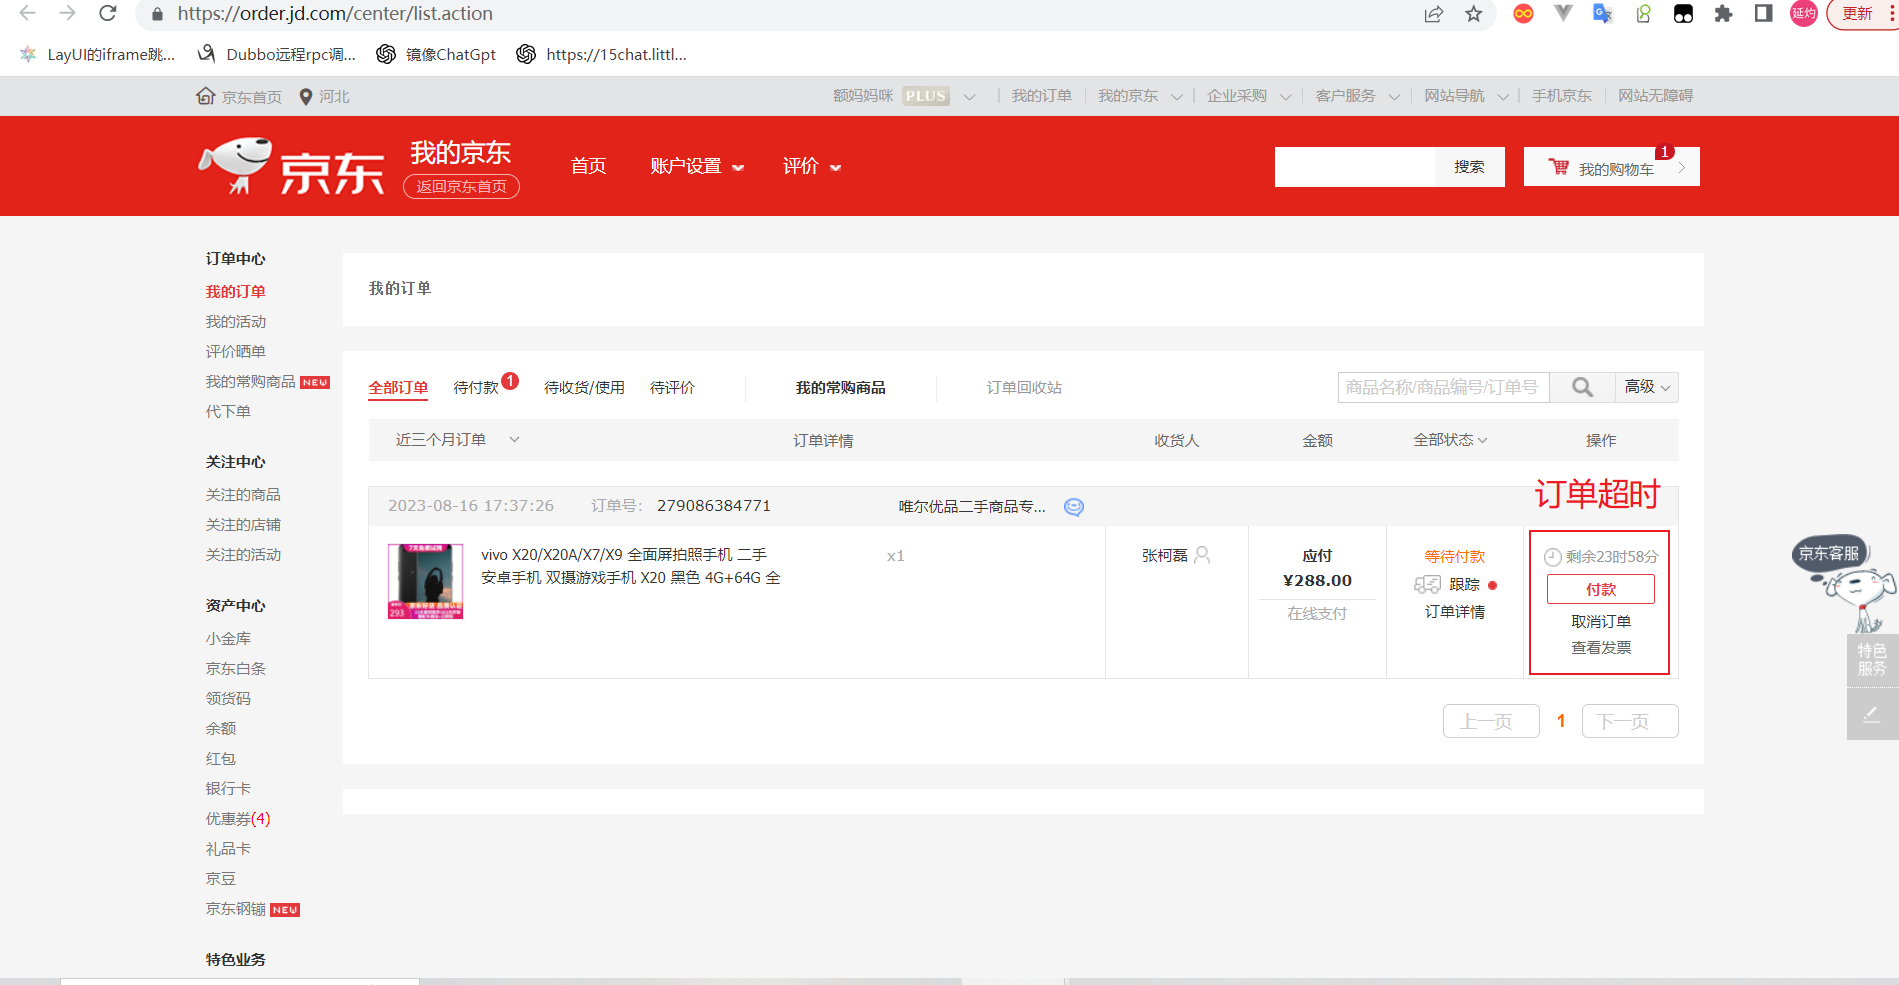 https://order.jd.com/center/list.action
延灼
更新
LayUI的iframe跳...
Dubbo远程rpc调...
镜像ChatGpt
https://15chat.littl...
京东首页
河北
额妈妈咪
PLUS
我的订单
我的京东
企业采购
客户服务
网站导航
手机京东
网站无障碍
京东
我的京东
返回京东首页
首页
账户设置
评价
搜索
我的购物车
1
订单中心
我的订单
我的活动
评价晒单
我的常购商品 NEW
代下单
关注中心
关注的商品
关注的店铺
关注的活动
资产中心
小金库
京东白条
领货码
余额
红包
银行卡
优惠券(4)
礼品卡
京豆
京东钢镚 NEW
特色业务
我的订单
全部订单
待付款 1
待收货/使用
待评价
我的常购商品
订单回收站
商品名称/商品编号/订单号
高级
近三个月订单
订单详情
收货人
金额
全部状态
操作
订单超时
2023-08-16 17:37:26
订单号：
279086384771
唯尔优品二手商品专...
293
vivo X20/X20A/X7/X9 全面屏拍照手机 二手
安卓手机 双摄游戏手机 X20 黑色 4G+64G 全
x1
张柯磊
应付
¥288.00
在线支付
等待付款
跟踪
订单详情
剩余23时58分
付款
取消订单
查看发票
上一页
1
下一页
京东客服
特色
服务